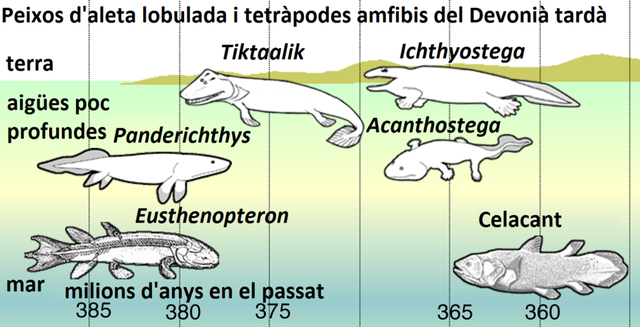 Peixos d'aleta lobulada i tetràpodes amfibis del Devonià tardà
terra
Tiktaalik
Ichthyostega
aigües poc
profundes
Panderichthys
Acanthostega
Eusthenopteron
Celacant
mar
milions d'anys en el passat
385
380
375
365
360